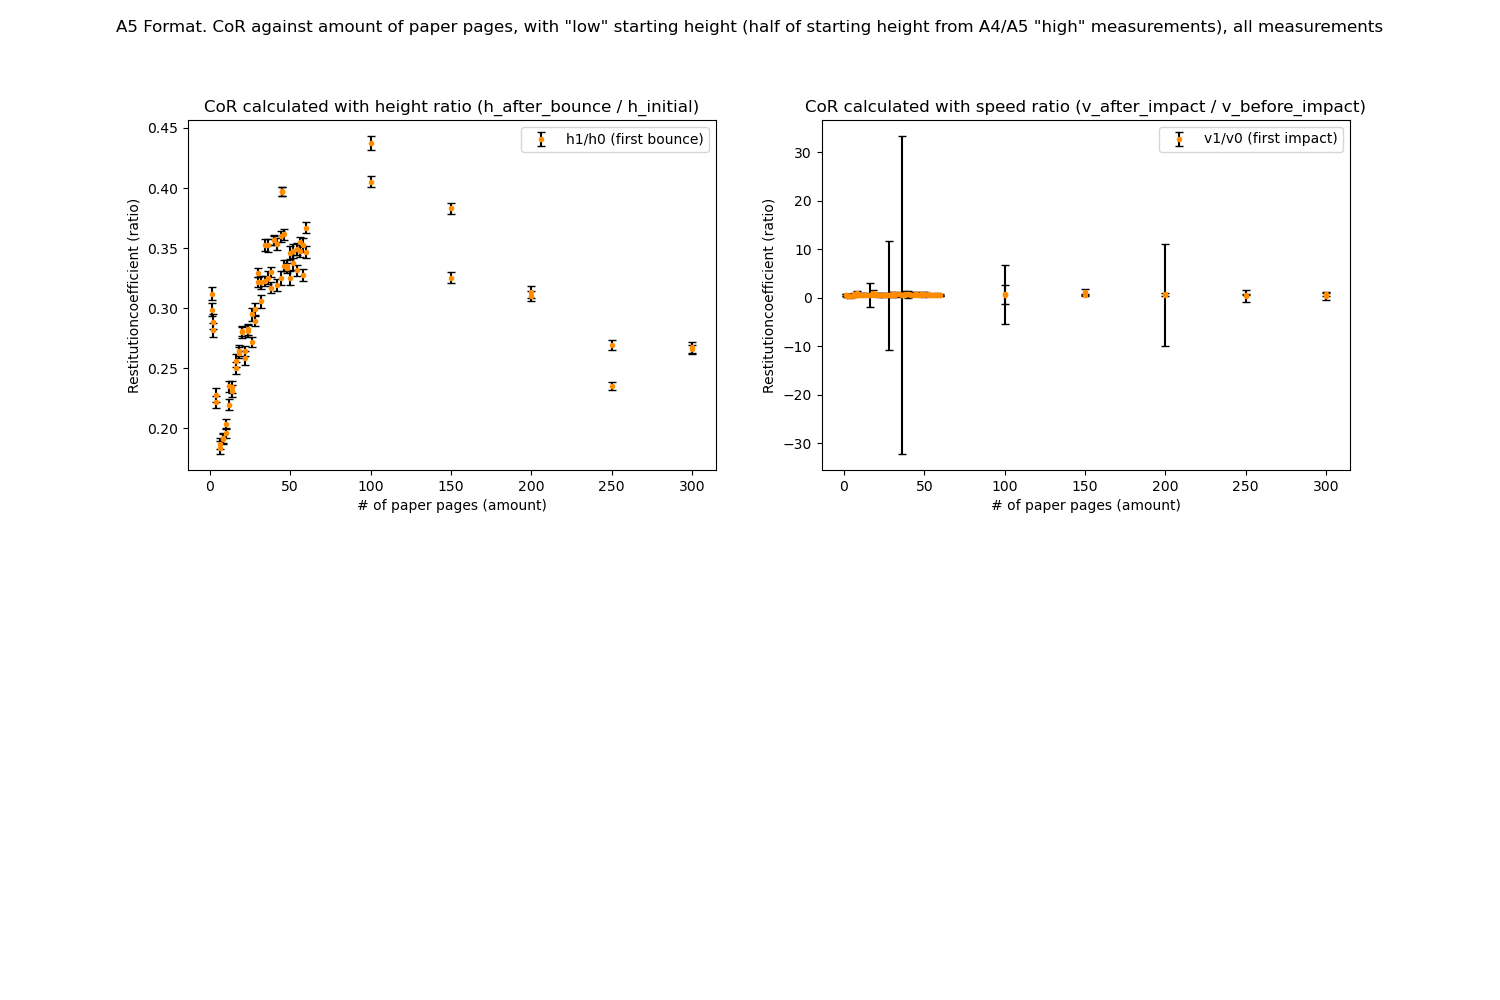 A5 Format. CoR against amount of paper pages, with "low" starting height (half of starting height from A4/A5 "high" measurements), all measurements
CoR calculated with height ratio (h_after_bounce / h_initial)
h1/h0 (first bounce)
Restitutioncoefficient (ratio)
0.45
0.40
0.35
0.30
0.25
0.20
0 50 100 150 200 250 300
# of paper pages (amount)
CoR calculated with speed ratio (v_after_impact / v_before_impact)
v1/v0 (first impact)
Restitutioncoefficient (ratio)
30
20
10
0
−10
−20
−30
0 50 100 150 200 250 300
# of paper pages (amount)